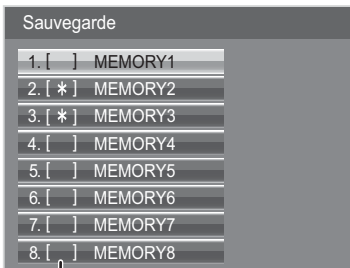 Sauvegarde
1. [   ] MEMORY1
2. [ * ] MEMORY2
3. [ * ] MEMORY3
4. [   ] MEMORY4
5. [   ] MEMORY5
6. [   ] MEMORY6
7. [   ] MEMORY7
8. [   ] MEMORY8